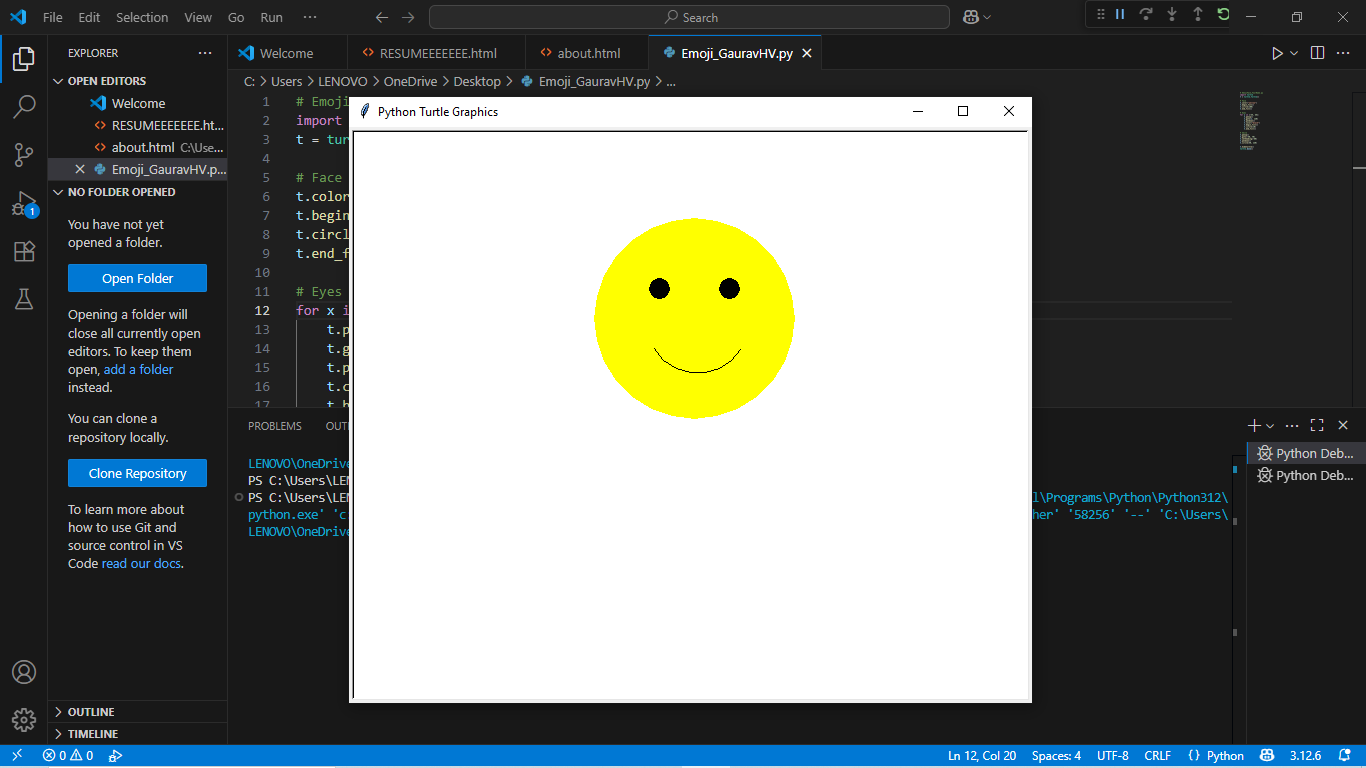 File Edit Selection View Go Run ··· Search
EXPLORER ···
OPEN EDITORS
Welcome
RESUMEEEEEEE.ht...
about.html C:\Use...
Emoji_GauravHV.p...
NO FOLDER OPENED
You have not yet
opened a folder.
Open Folder
Opening a folder will
close all currently open
editors. To keep them
open, add a folder
instead.
You can clone a
repository locally.
Clone Repository
To learn more about
how to use Git and
source control in VS
Code read our docs.
OUTLINE
TIMELINE
1
Welcome RESUMEEEEEEE.html about.html Emoji_GauravHV.py
C: > Users > LENOVO > OneDrive > Desktop > Emoji_GauravHV.py > ...
1 # Emoji
2 import
3 t = tur
4
5 # Face
6 t.color
7 t.begin
8 t.circl
9 t.end_f
10
11 # Eyes
12 for x i
13 t.p
14 t.g
15 t.p
16 t.c
17 t.b
Python Turtle Graphics
PROBLEMS OUT
LENOVO\OneDrive
PS C:\Users\LEN
PS C:\Users\LEN l\Programs\Python\Python312\
python.exe' 'c her' '58256' '--' 'C:\Users\
LENOVO\OneDrive
Python Deb...
Python Deb...
0 0 Ln 12, Col 20 Spaces: 4 UTF-8 CRLF {} Python 3.12.6